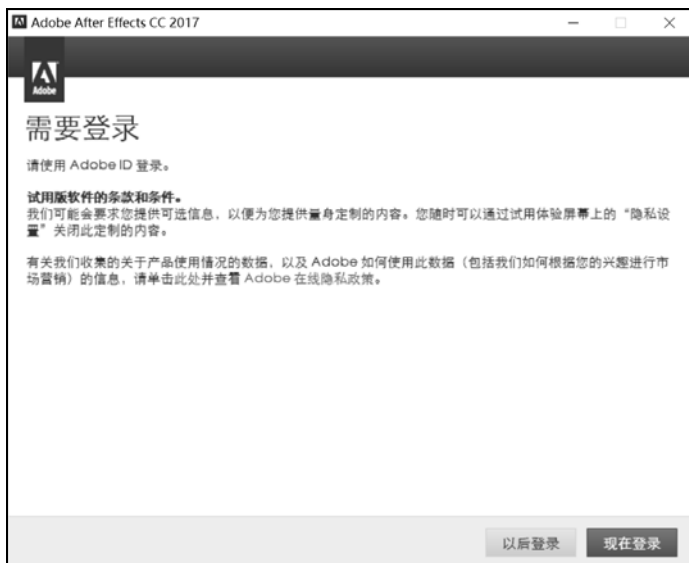 Adobe After Effects CC 2017
Adobe
需要登录
请使用 Adobe ID 登录。
试用版软件的条款和条件。
我们可能会要求您提供可选信息，以便为您提供量身定制的内容。您随时可以通过试用体验屏幕上的“隐私设
置”关闭此定制的内容。
有关我们收集的关于产品使用情况的数据，以及 Adobe 如何使用此数据（包括我们如何根据您的兴趣进行市
场营销）的信息，请单击此处并查看 Adobe 在线隐私政策。
以后登录
现在登录